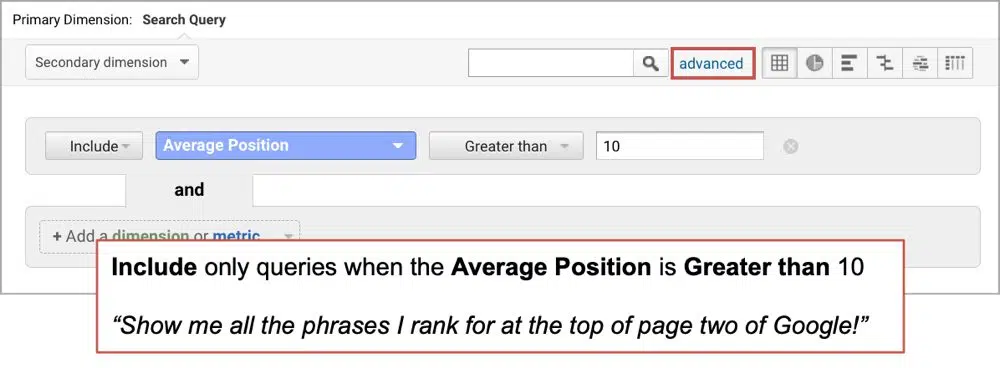 Primary Dimension: Search Query
Secondary dimension advanced
Include Average Position Greater than 10
and
+ Add a dimension or metric
Include only queries when the Average Position is Greater than 10
“Show me all the phrases I rank for at the top of page two of Google!”